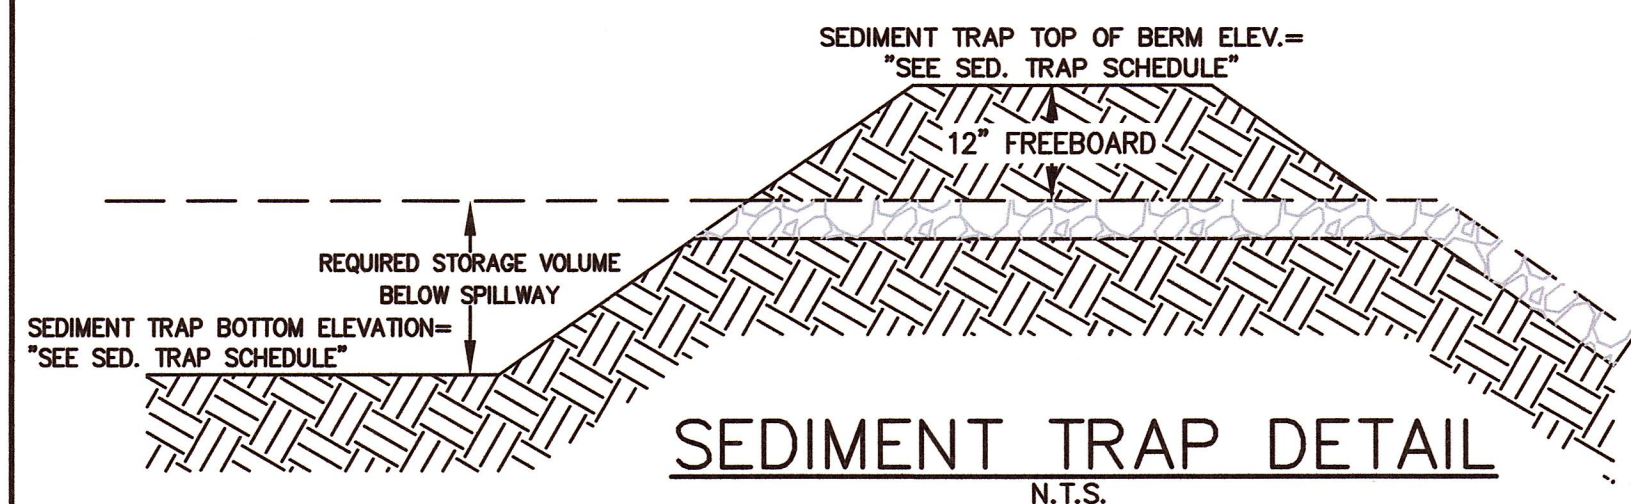 SEDIMENT TRAP TOP OF BERM ELEV.=
"SEE SED. TRAP SCHEDULE"
12" FREEBOARD
REQUIRED STORAGE VOLUME
BELOW SPILLWAY
SEDIMENT TRAP BOTTOM ELEVATION=
"SEE SED. TRAP SCHEDULE"
SEDIMENT TRAP DETAIL
N.T.S.